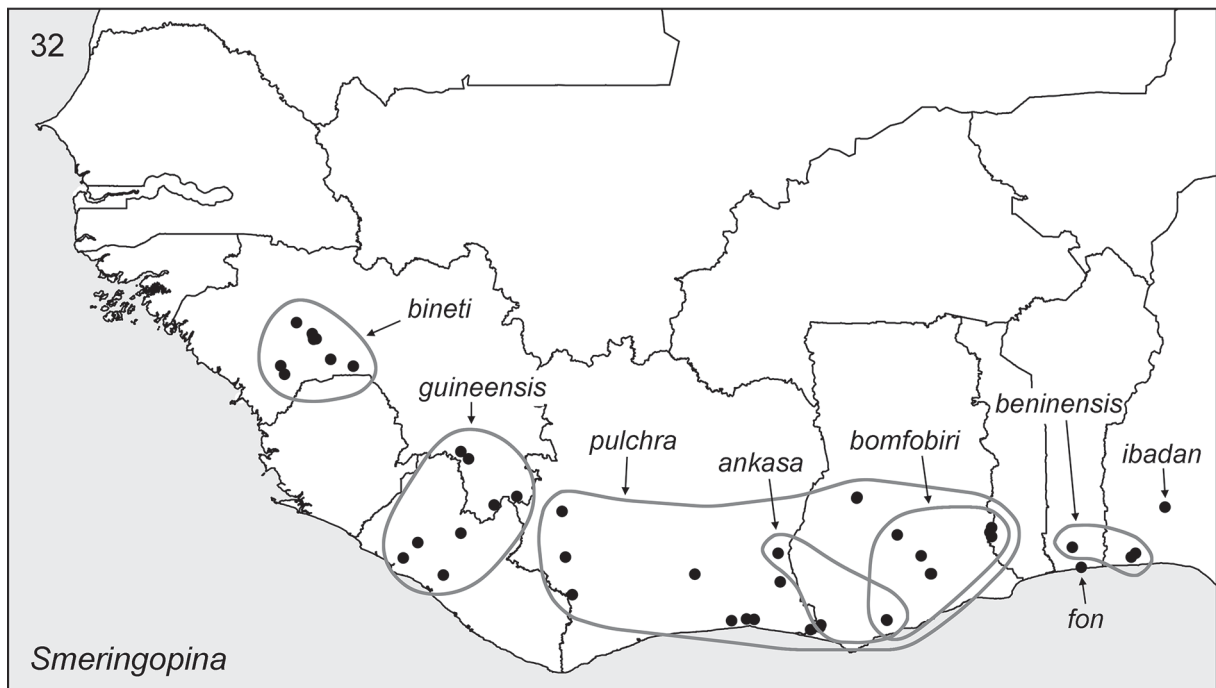 32
bineti
guineensis
pulchra
ankasa
bomfobiri
beninensis
ibadan
fon
Smeringopina